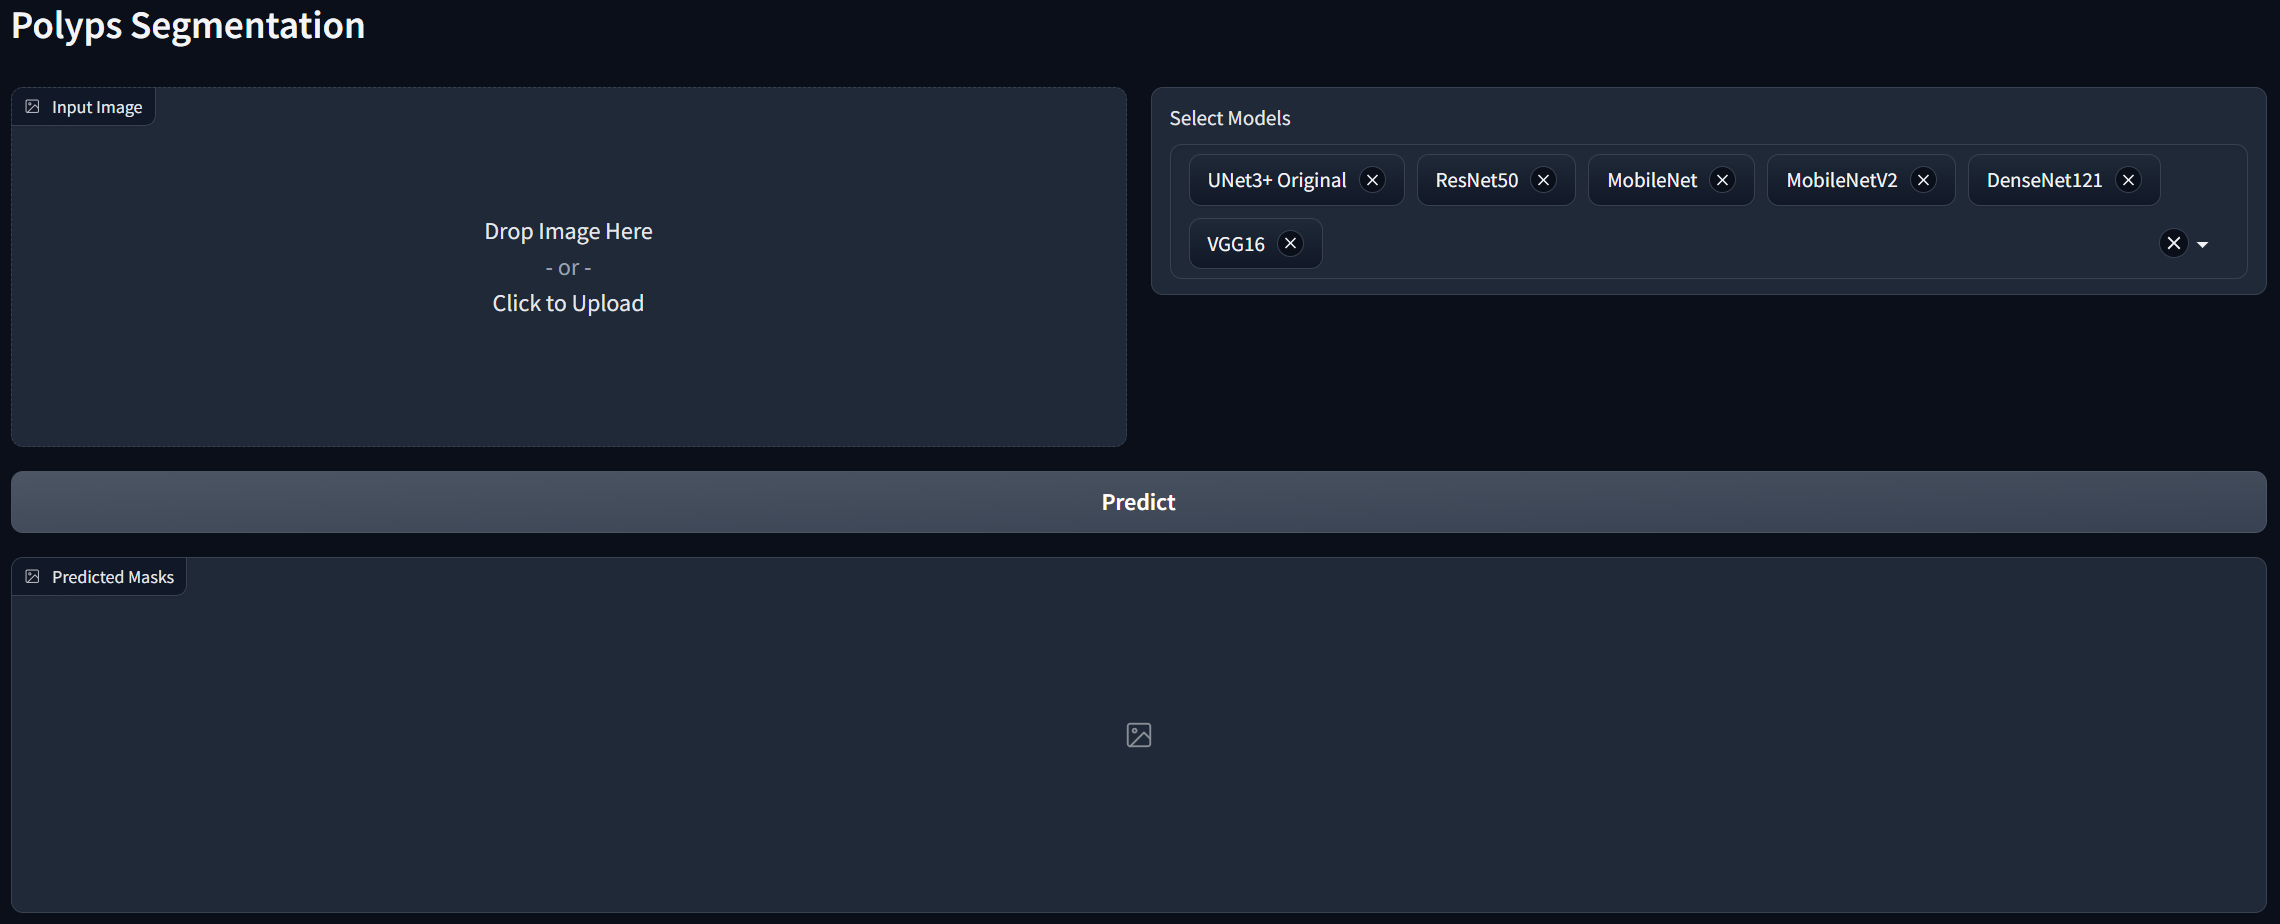 Polyps Segmentation
Input Image
Drop Image Here
- or -
Click to Upload
Select Models
UNet3+ Original
ResNet50
MobileNet
MobileNetV2
DenseNet121
VGG16
Predict
Predicted Masks